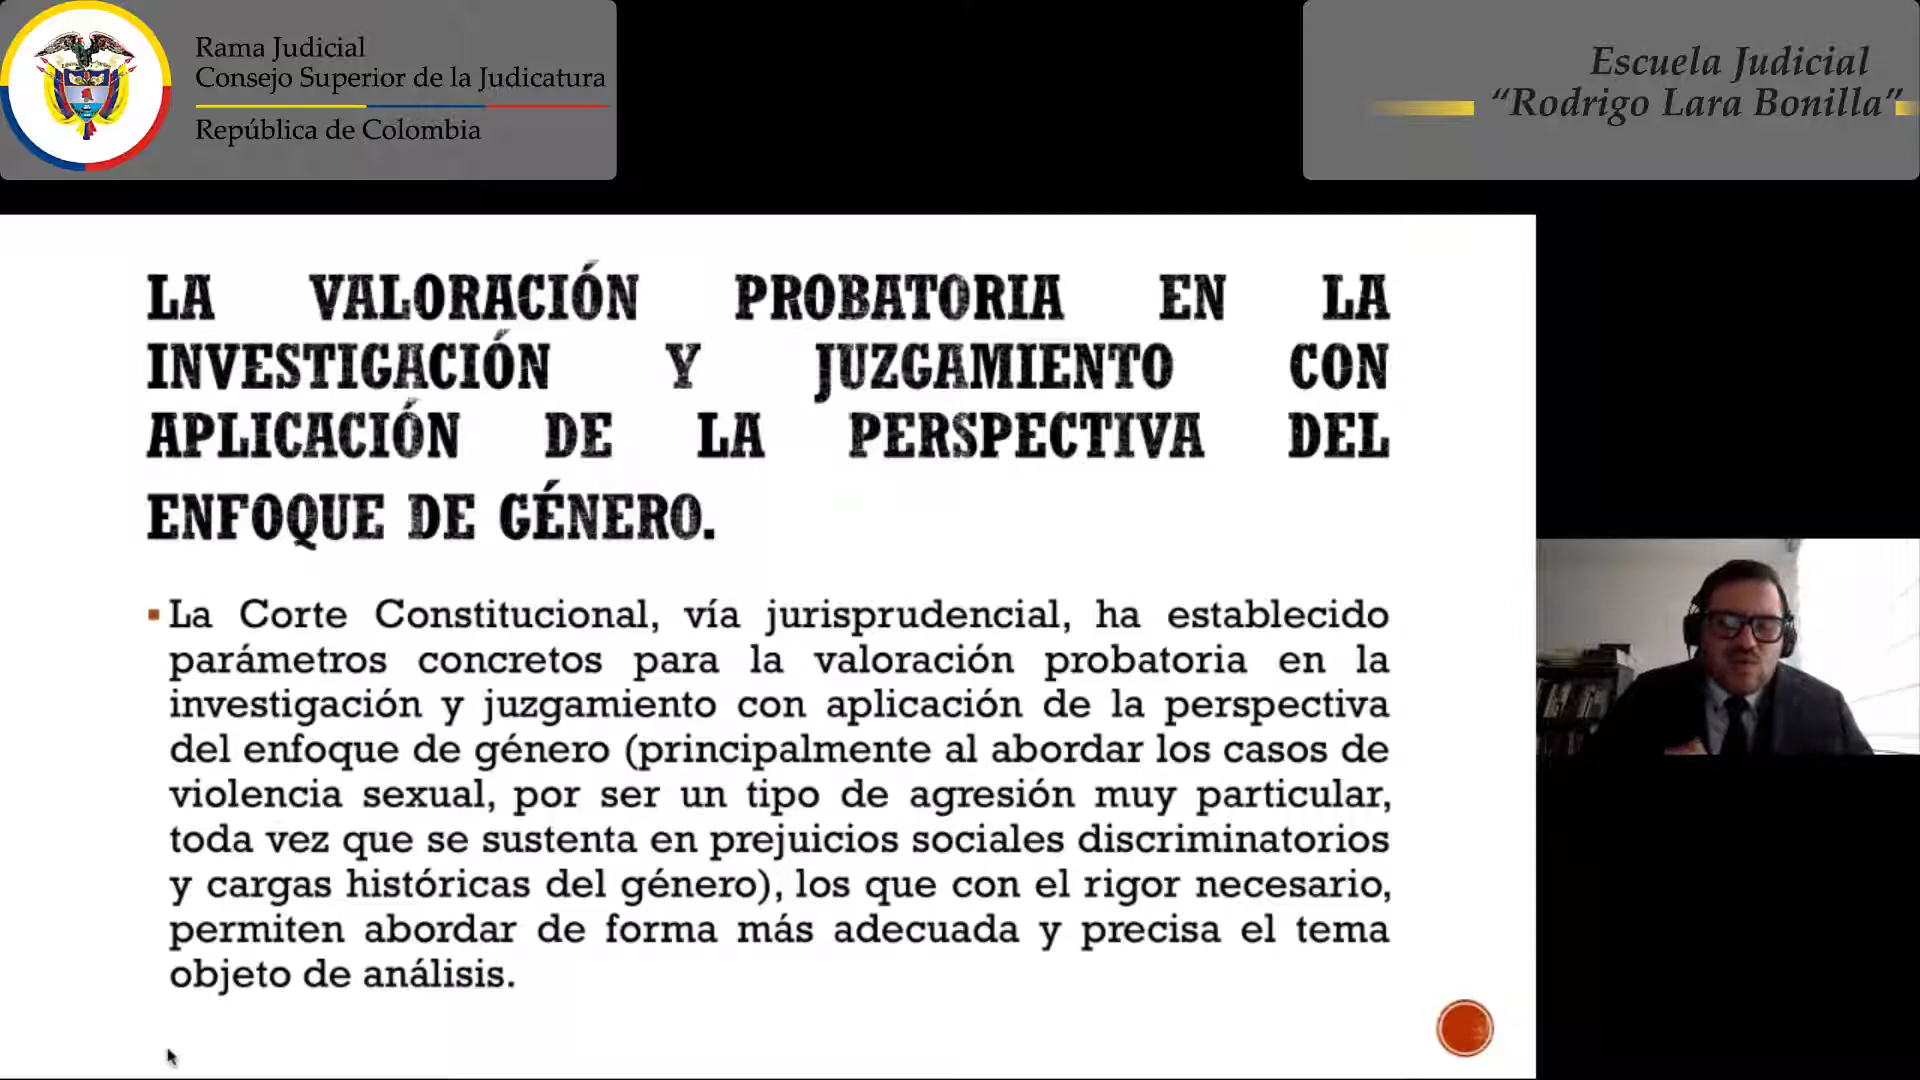 Rama Judicial
Consejo Superior de la Judicatura
República de Colombia
Escuela Judicial
“Rodrigo Lara Bonilla”
LA VALORACIÓN PROBATORIA EN LA
INVESTIGACIÓN Y JUZGAMIENTO CON
APLICACIÓN DE LA PERSPECTIVA DEL
ENFOQUE DE GÉNERO.
▪ La Corte Constitucional, vía jurisprudencial, ha establecido
parámetros concretos para la valoración probatoria en la
investigación y juzgamiento con aplicación de la perspectiva
del enfoque de género (principalmente al abordar los casos de
violencia sexual, por ser un tipo de agresión muy particular,
toda vez que se sustenta en prejuicios sociales discriminatorios
y cargas históricas del género), los que con el rigor necesario,
permiten abordar de forma más adecuada y precisa el tema
objeto de análisis.